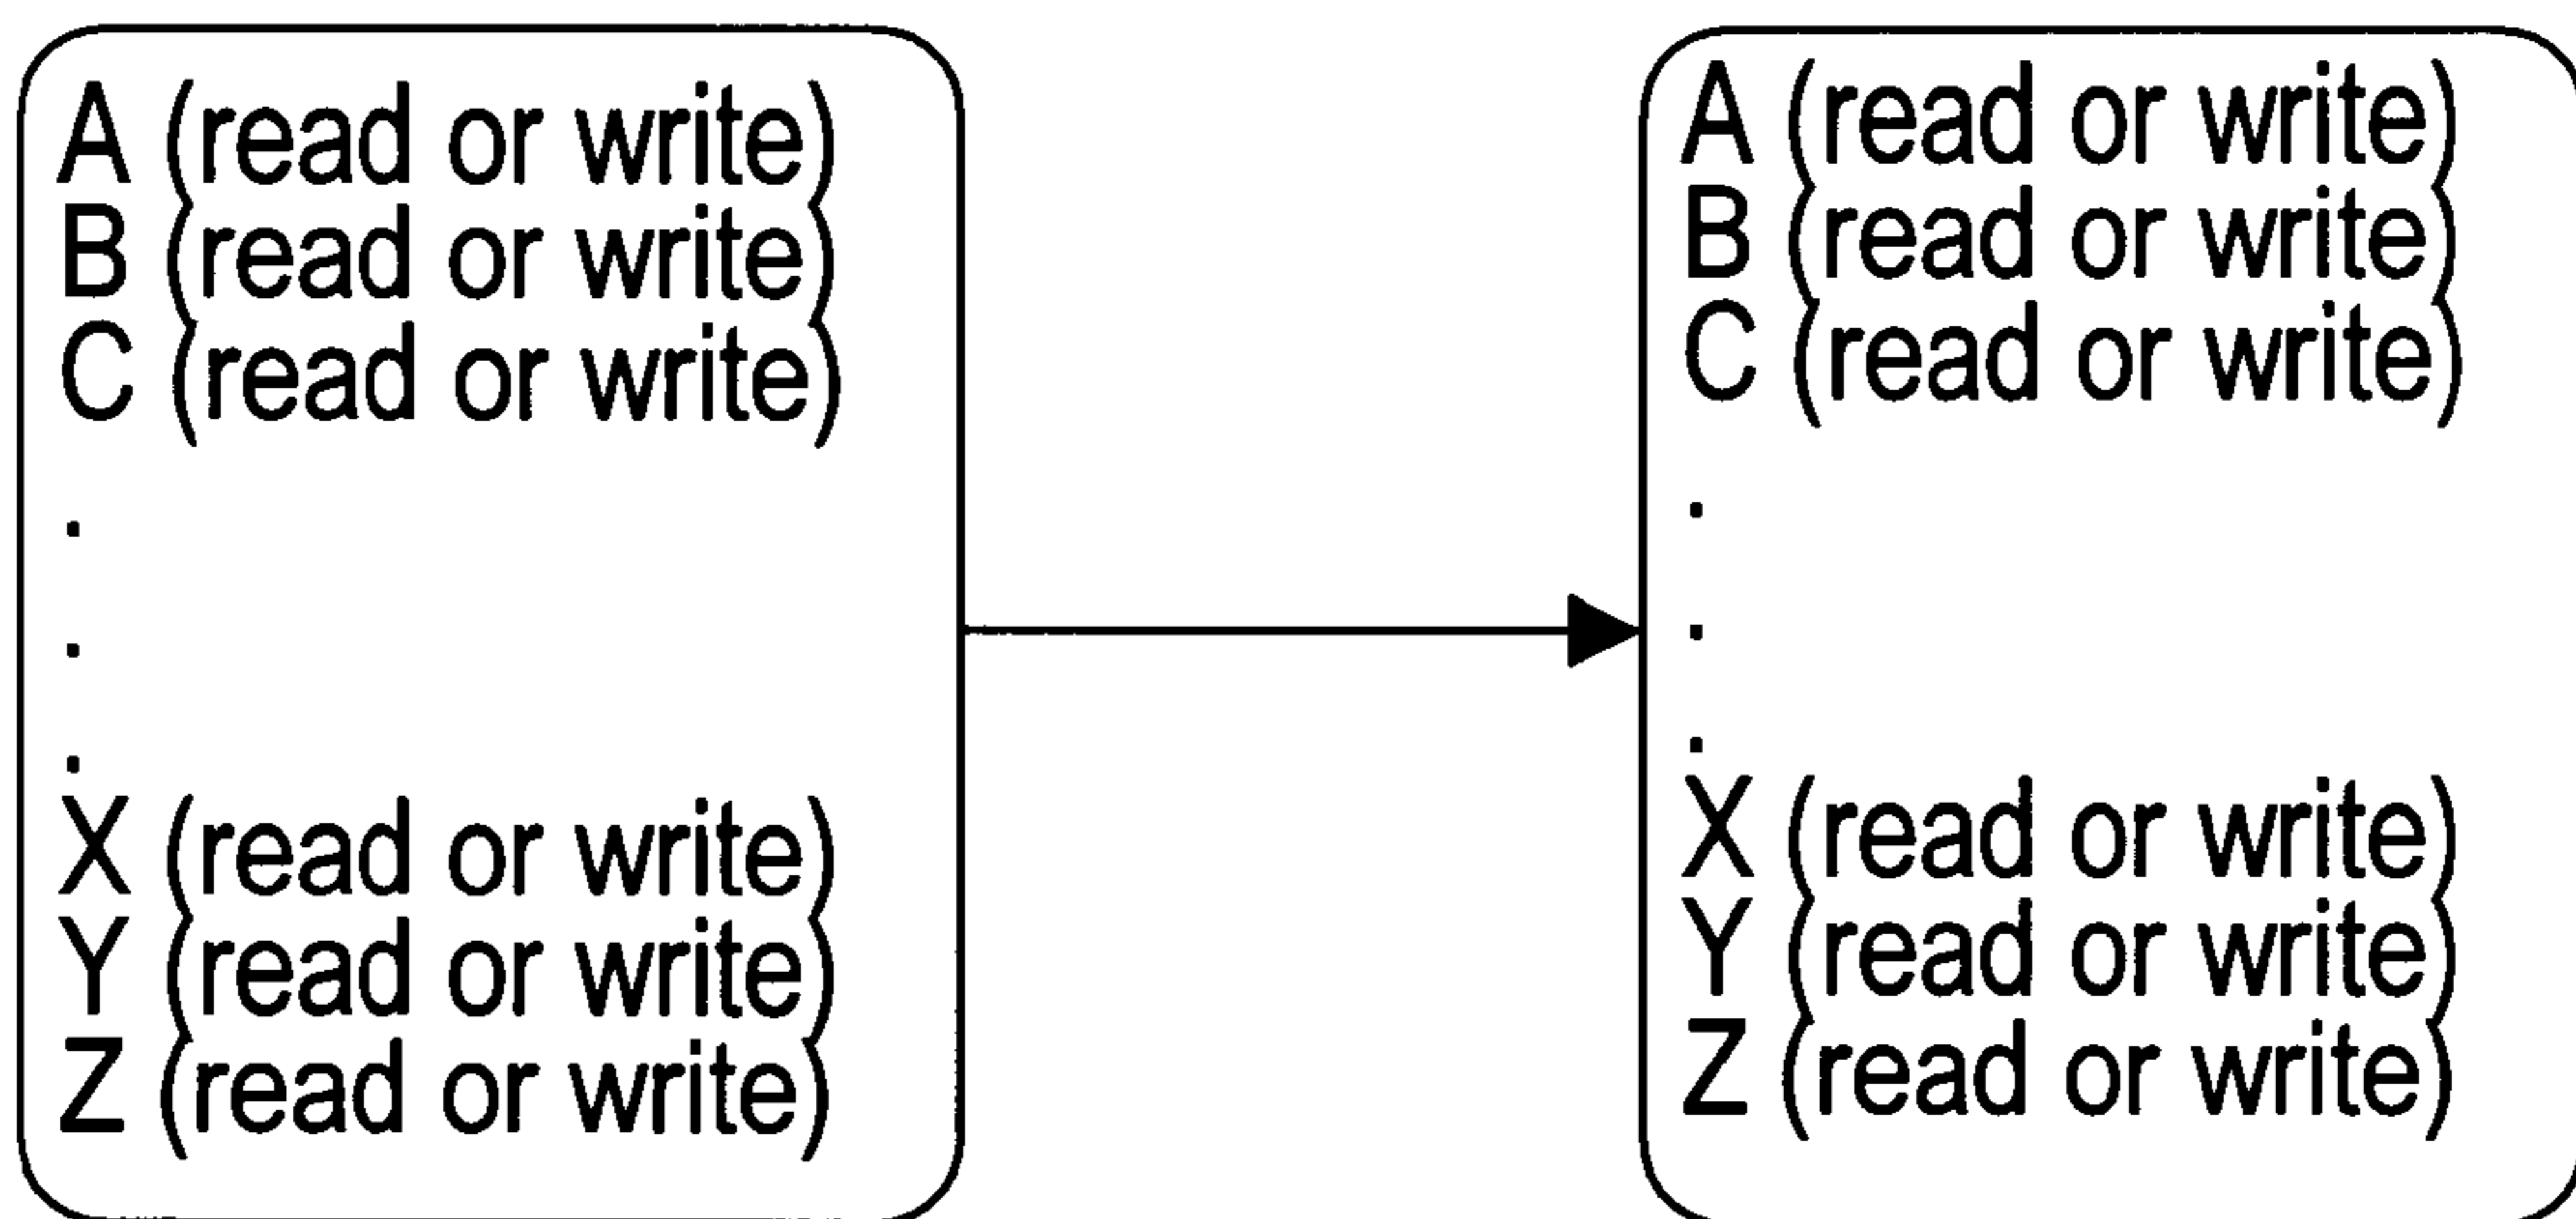 A (read or write)
B (read or write)
C (read or write)
.
.
.
X (read or write)
Y (read or write)
Z (read or write)
A (read or write)
B (read or write)
C (read or write)
.
.
.
X (read or write)
Y (read or write)
Z (read or write)